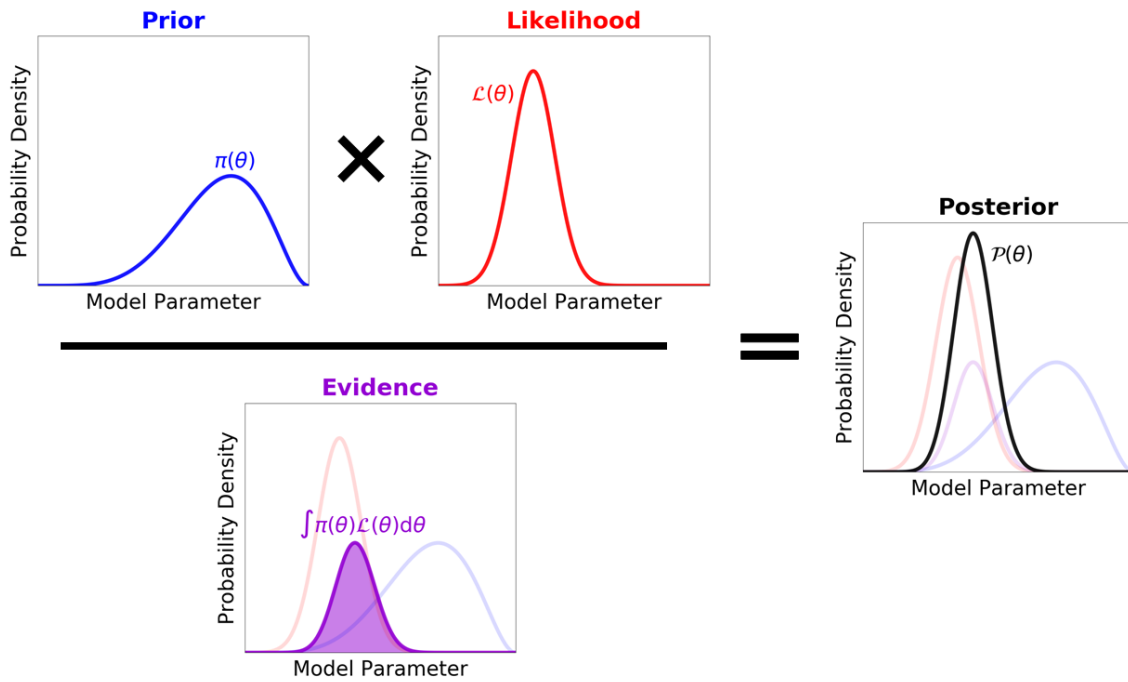 Prior
Probability Density
π(θ)
Model Parameter
×
Likelihood
Probability Density
ℒ(θ)
Model Parameter
=
Evidence
Probability Density
∫π(θ)ℒ(θ)dθ
Model Parameter
Posterior
Probability Density
𝒫(θ)
Model Parameter